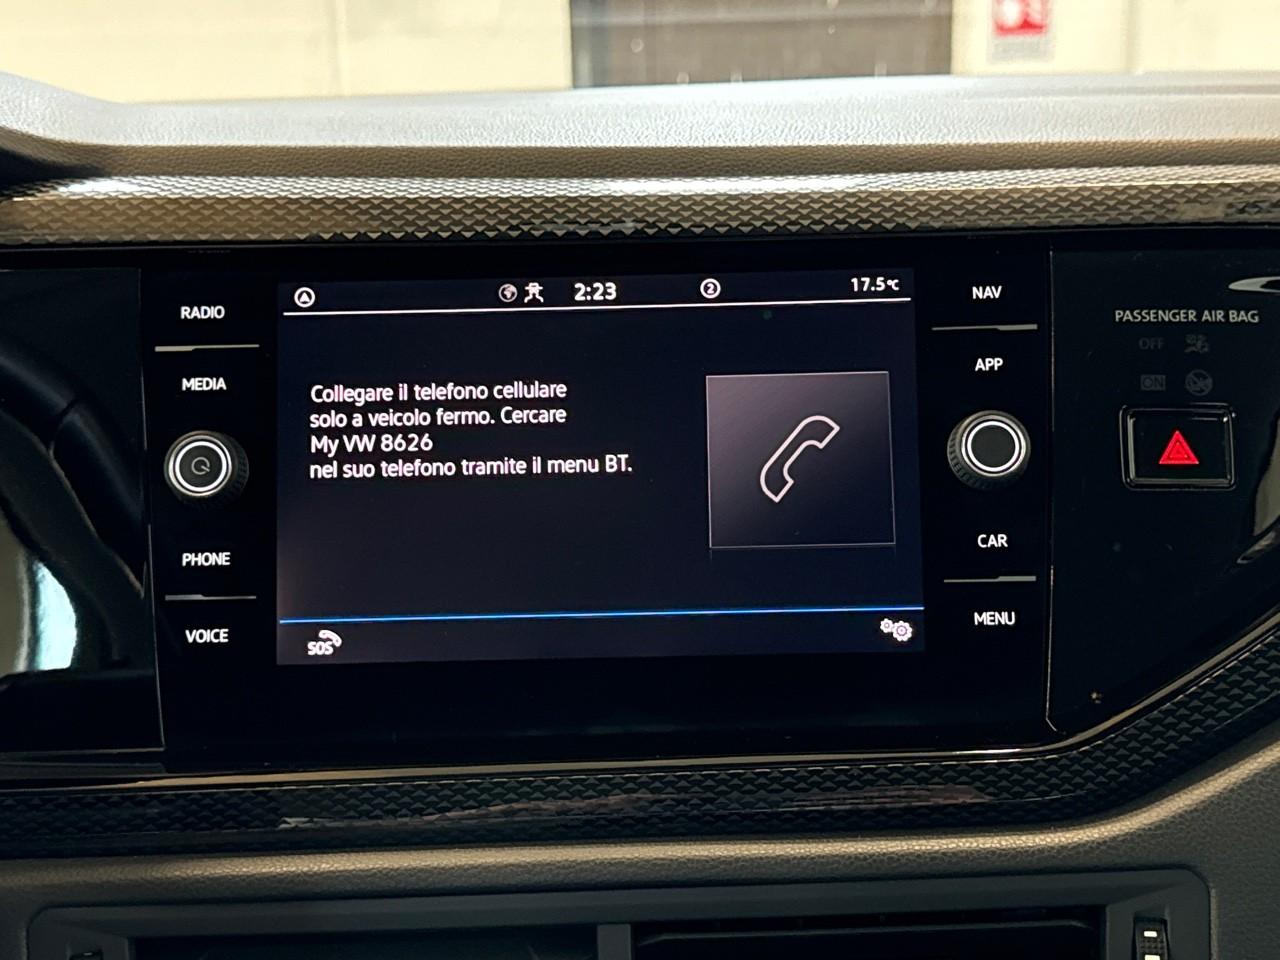 RADIO
MEDIA
PHONE
VOICE
2:23
2
17.5°C
Collegare il telefono cellulare
solo a veicolo fermo. Cercare
My VW 8626
nel suo telefono tramite il menu BT.
SOS
NAV
APP
CAR
MENU
PASSENGER AIR BAG
OFF
ON